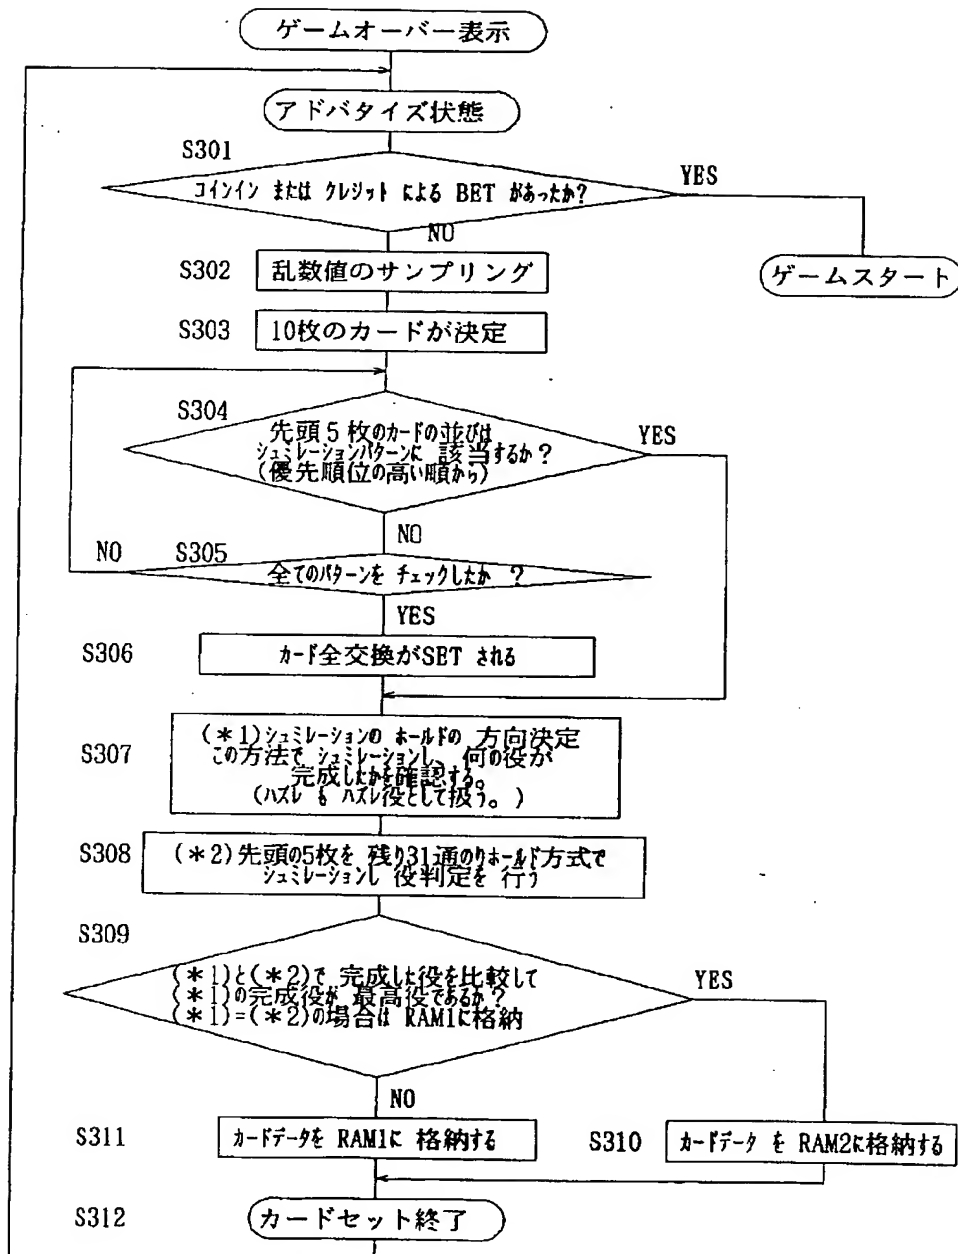 ゲームオーバー表示
アドバタイズ状態
S301
コインイン または クレジット による BET があったか?
YES
NO
S302
乱数値のサンプリング
ゲームスタート
S303
10枚のカードが決定
S304
先頭5枚のカードの並びは
シュミレーションパターンに 該当するか?
(優先順位の高い順から)
YES
NO
NO
S305
全てのパターンを チェックしたか ?
YES
S306
カード全交換がSET される
S307
(*1)シュミレーションの ホールドの 方向決定
この方法で シュミレーションし、 何の役が
完成したかを確認する。
(ハズレ も ハズレ役として扱う。)
S308
(*2)先頭の5枚を 残り31通のりホールド方式で
シュミレーションし 役判定を 行う
S309
(*1)と(*2)で 完成した役を比較して
(*1)の完成役が 最高役であるか?
(*1)=(*2)の場合は RAM1に格納
YES
NO
S311
カードデータを RAM1に 格納する
S310
カードデータ を RAM2に格納する
S312
カードセット終了